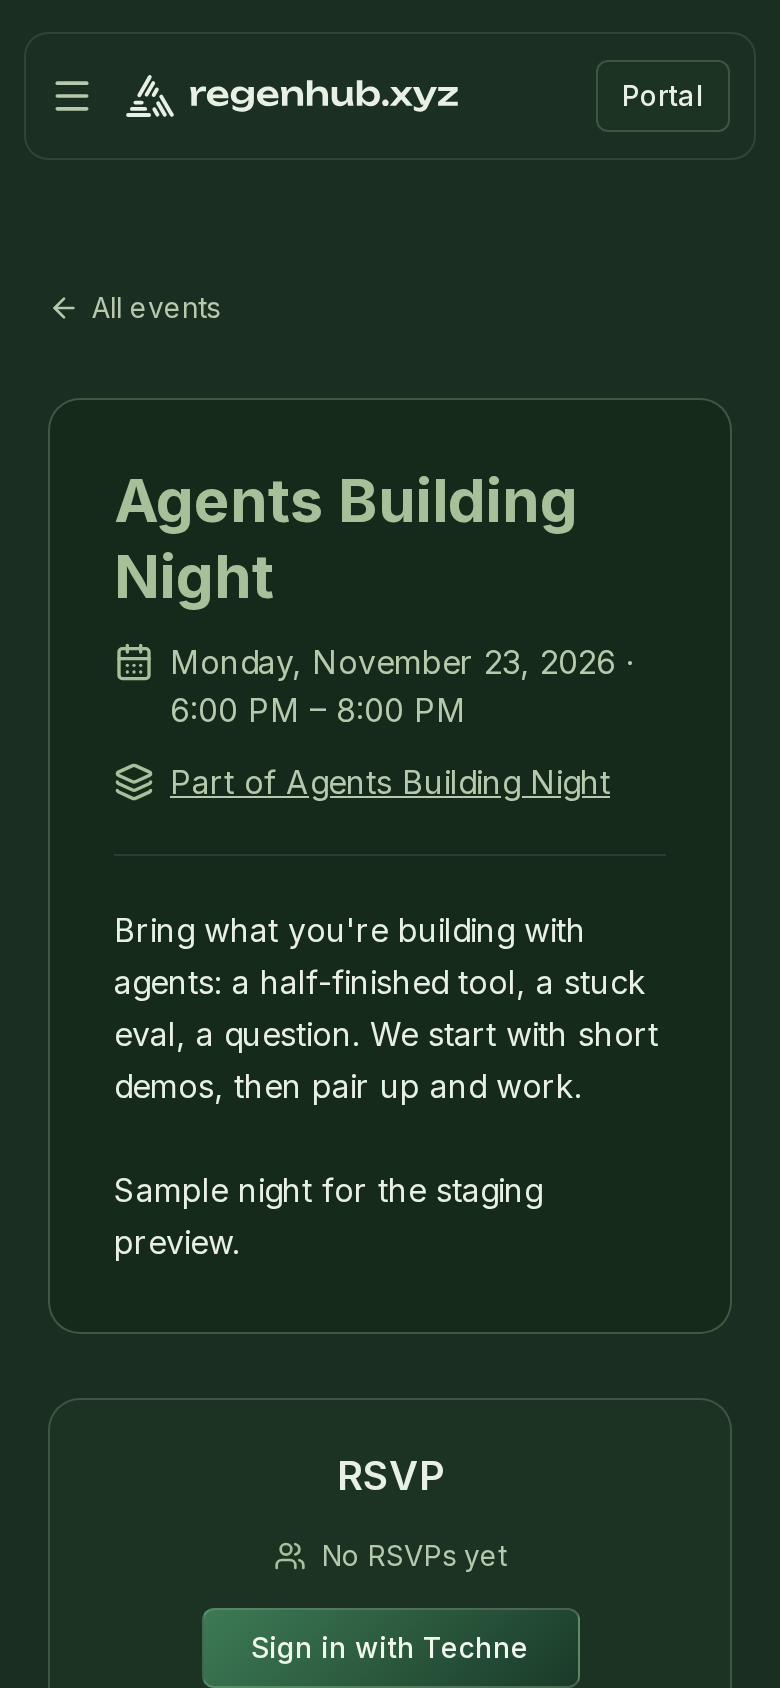 regenhub.xyz
Portal
All events
Agents Building
Night
Monday, November 23, 2026 ·
6:00 PM – 8:00 PM
Part of Agents Building Night
Bring what you're building with
agents: a half-finished tool, a stuck
eval, a question. We start with short
demos, then pair up and work.
Sample night for the staging
preview.
RSVP
No RSVPs yet
Sign in with Techne